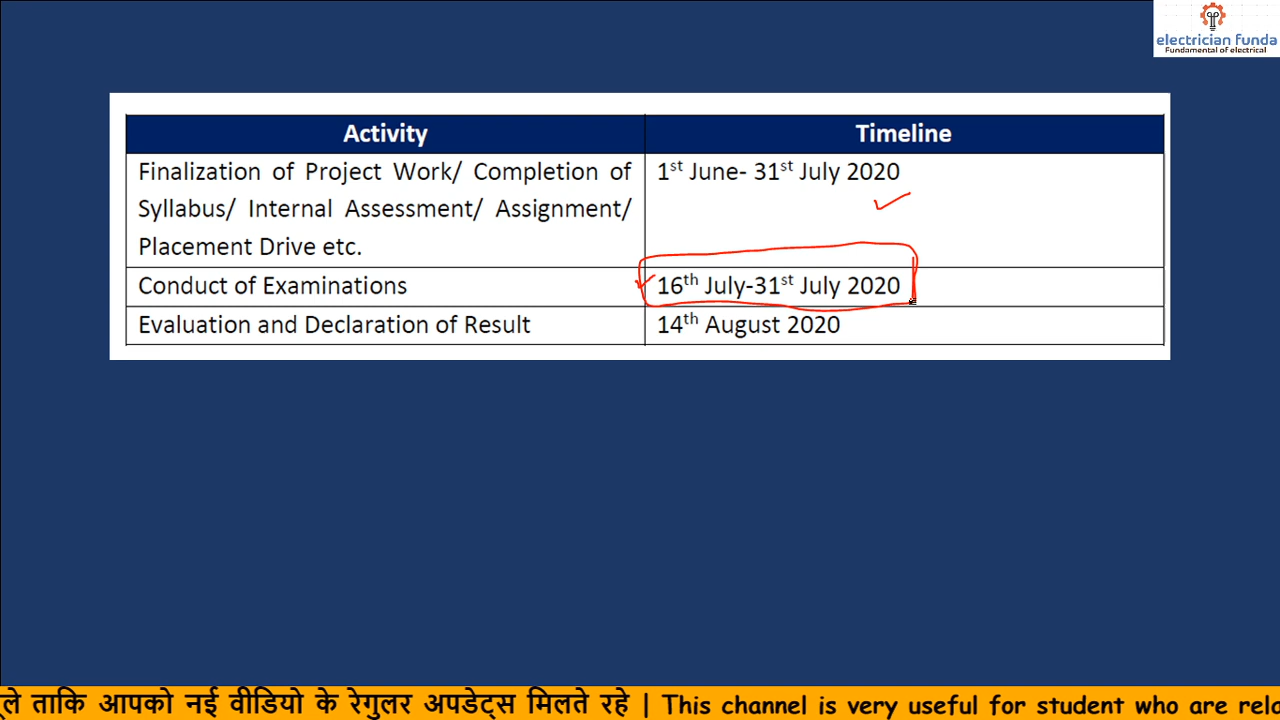 electrician funda
Fundamental of electrical
Activity
Timeline
Finalization of Project Work/ Completion of
Syllabus/ Internal Assessment/ Assignment/
Placement Drive etc.
1st June- 31st July 2020
Conduct of Examinations
16th July-31st July 2020
Evaluation and Declaration of Result
14th August 2020
ताकि आपको नई वीडियो के रेगुलर अपडेट्स मिलते रहे | This channel is very useful for student who are